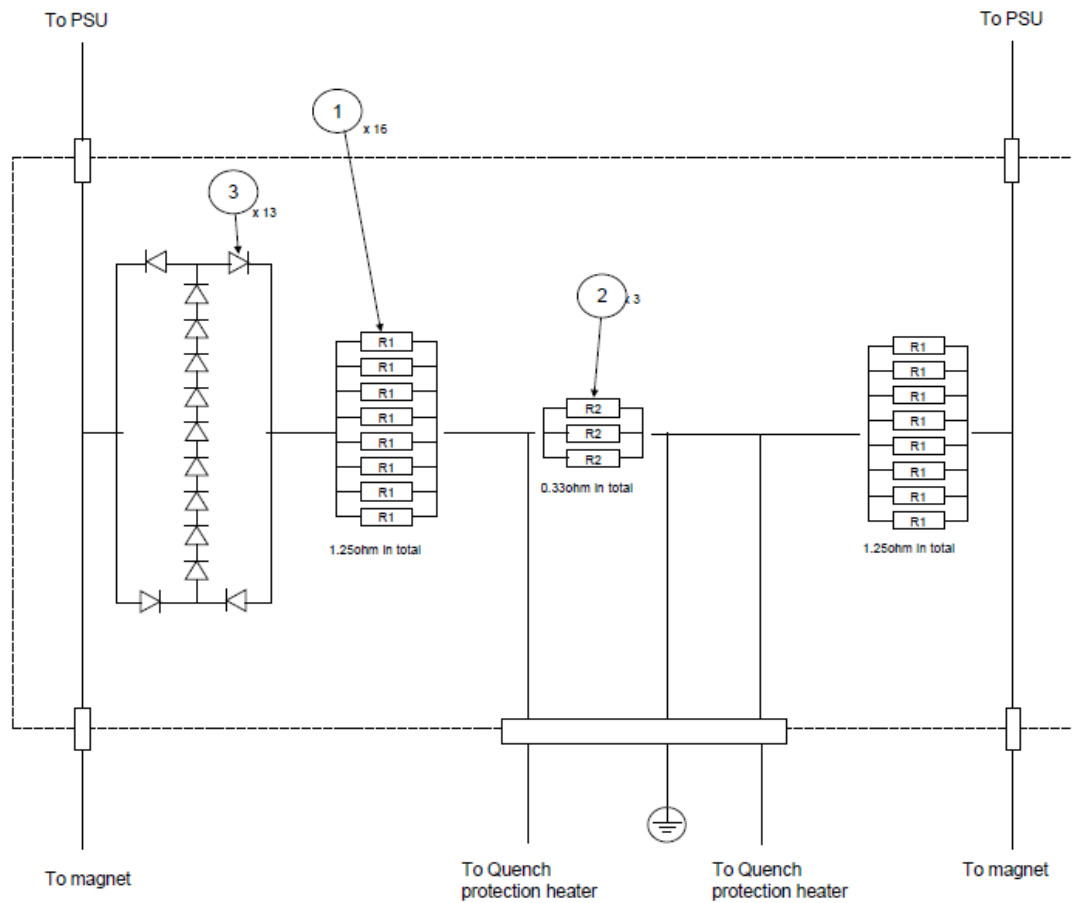 To PSU
To PSU
1
x 16
3
x 13
2
x 3
R1
R1
R1
R1
R1
R1
R1
R1
1.25ohm in total
R2
R2
R2
0.33ohm in total
R1
R1
R1
R1
R1
R1
R1
R1
1.25ohm in total
To magnet
To Quench
protection heater
To Quench
protection heater
To magnet